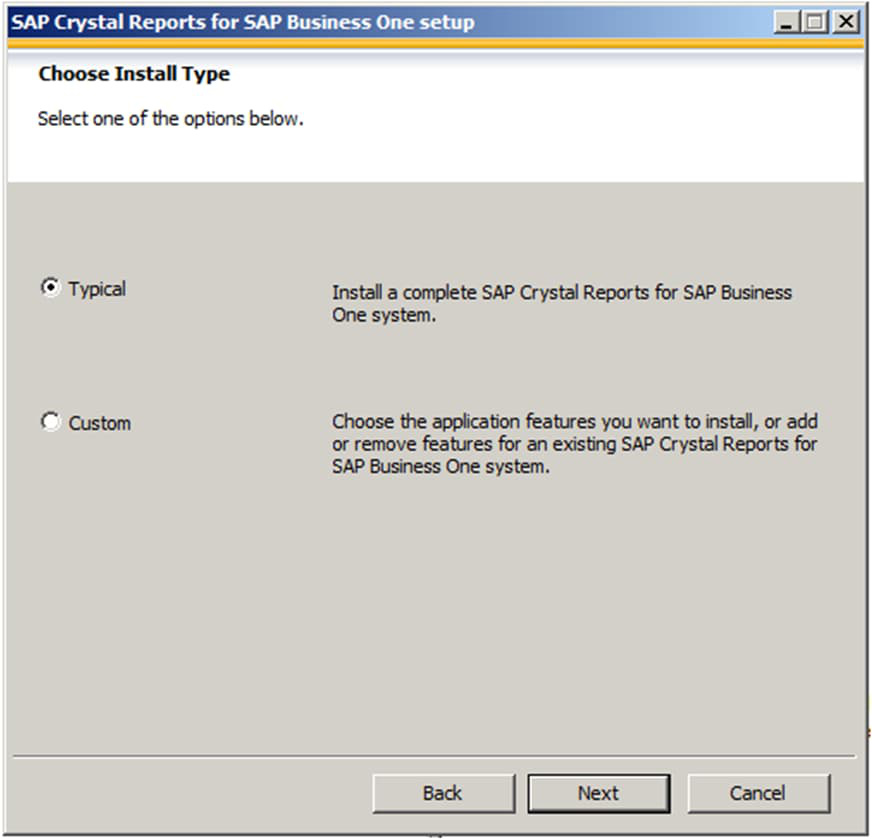 SAP Crystal Reports for SAP Business One setup
Choose Install Type
Select one of the options below.
Typical
Install a complete SAP Crystal Reports for SAP Business
One system.
Custom
Choose the application features you want to install, or add
or remove features for an existing SAP Crystal Reports for
SAP Business One system.
Back
Next
Cancel